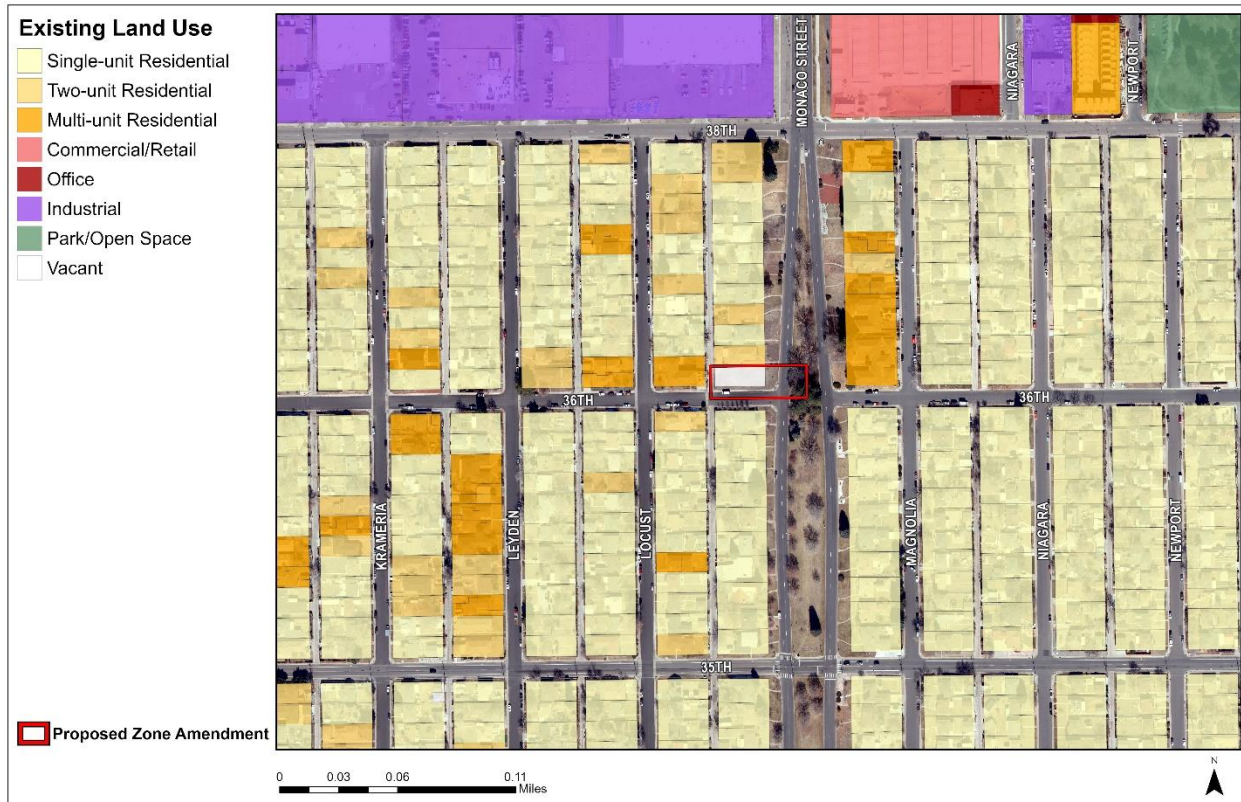 Existing Land Use
Single-unit Residential
Two-unit Residential
Multi-unit Residential
Commercial/Retail
Office
Industrial
Park/Open Space
Vacant
Proposed Zone Amendment
MONACO STREET
NIAGARA
NEWPORT
38TH
36TH
36TH
KRAMERIA
LEYDEN
LOCUST
MAGNOLIA
NIAGARA
NEWPORT
35TH
0 0.03 0.06 0.11
Miles
N